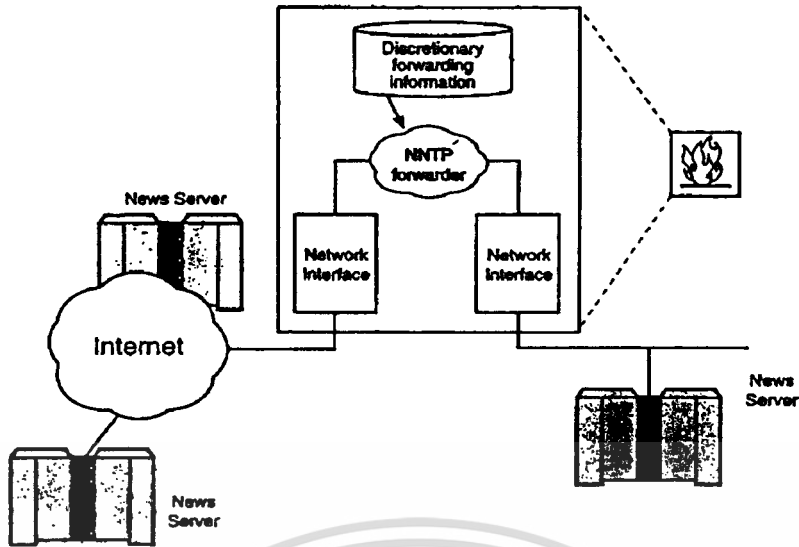 Discretionary
forwarding
information
NNTP
forwarder
News Server
Network
Interface
Network
Interface
Internet
News
Server
News
Server